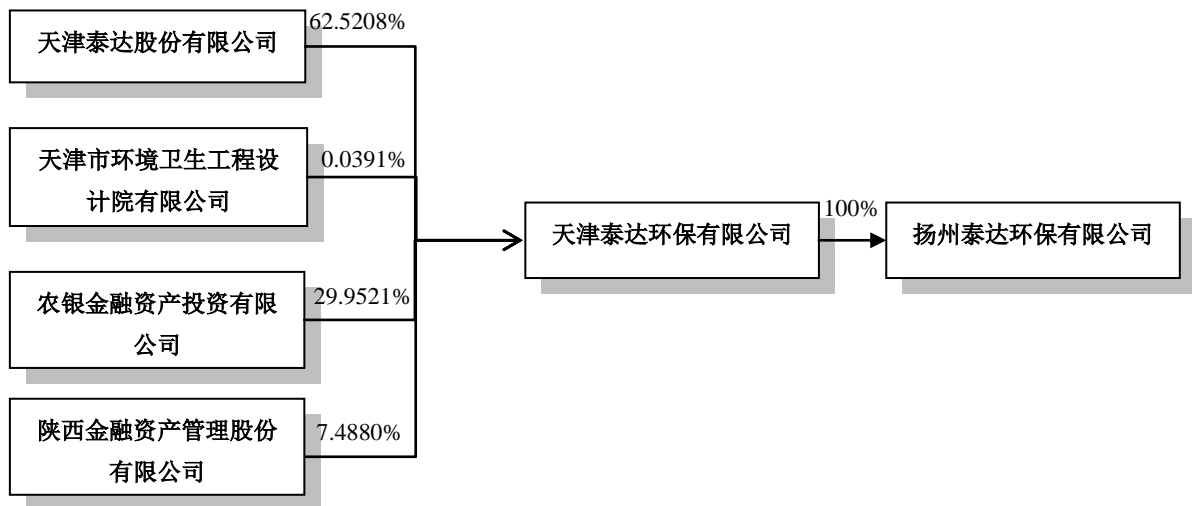 天津泰达股份有限公司
62.5208%
天津市环境卫生工程设
计院有限公司
0.0391%
农银金融资产投资有限
公司
29.9521%
陕西金融资产管理股份
有限公司
7.4880%
天津泰达环保有限公司
100%
扬州泰达环保有限公司